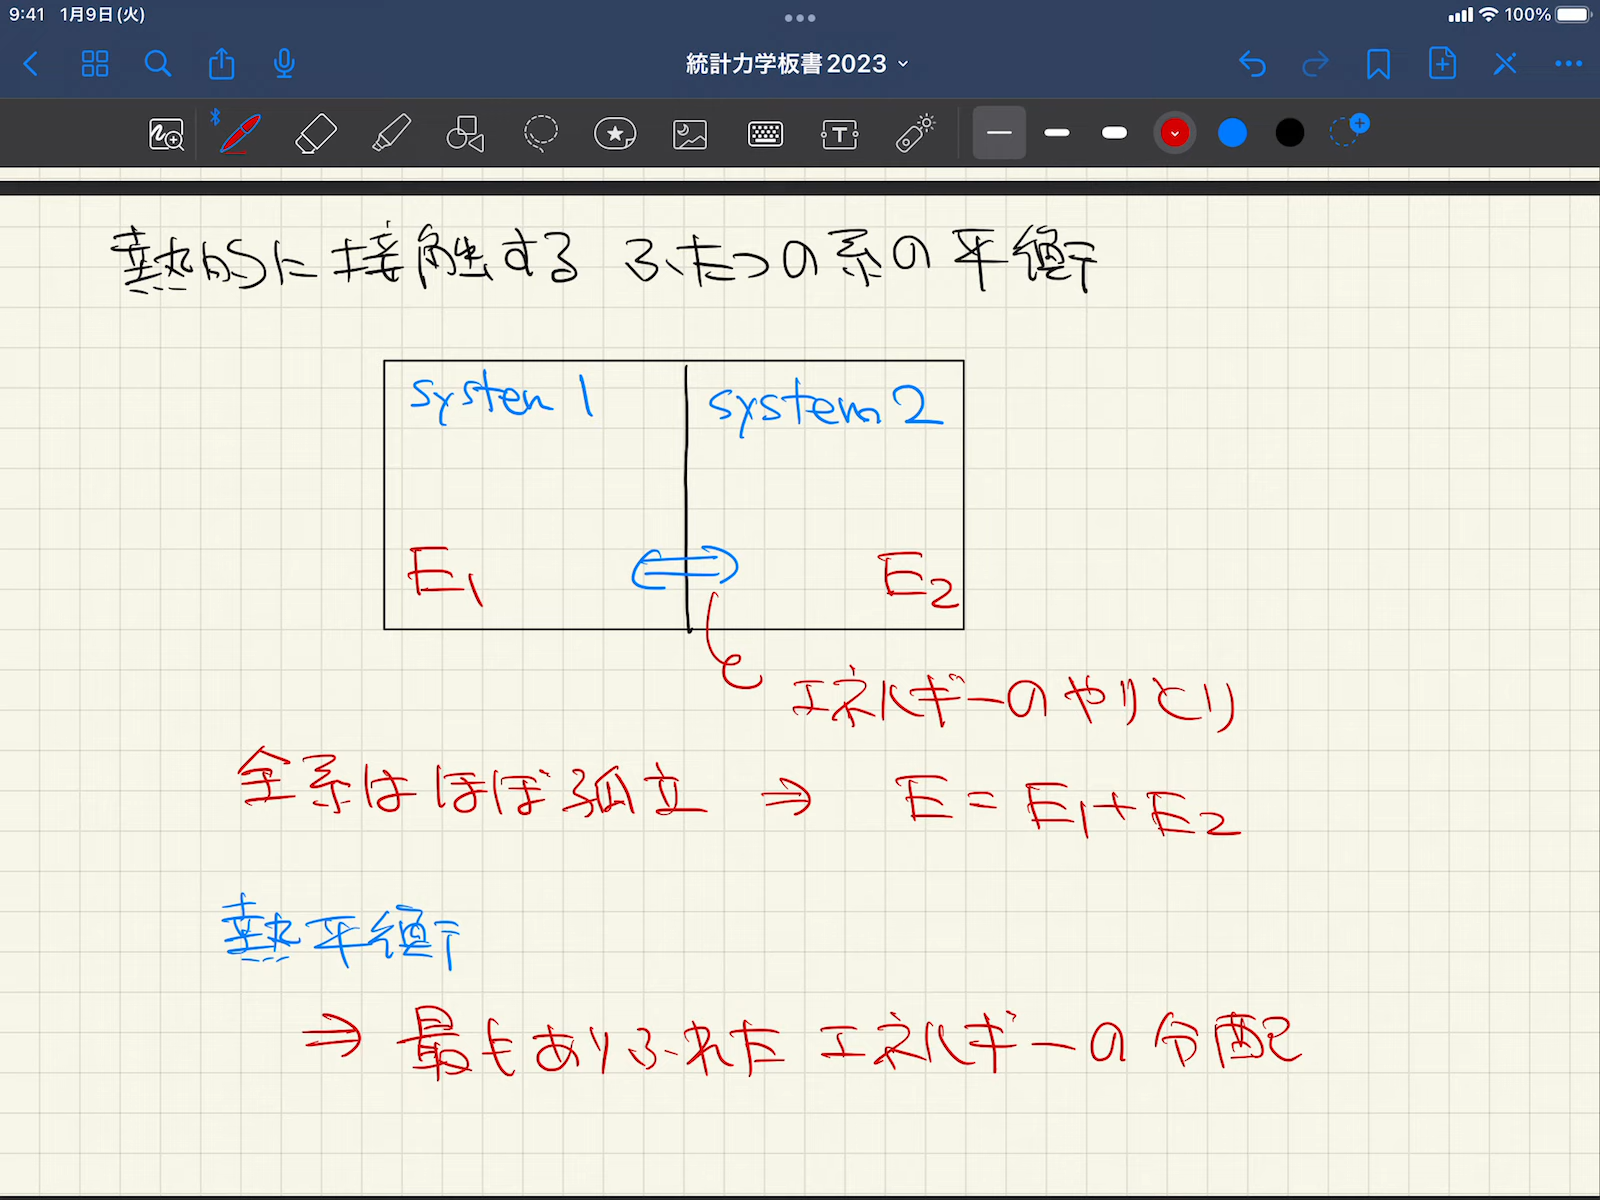 9:41 1月9日(火)
100%
統計力学板書2023
熱的に接触する ふたつの系の平衡
system 1
system 2
E1
E2
エネルギーのやりとり
全系は ほぼ孤立 ⇒ E = E1+E2
熱平衡
⇒ 最もありふれた エネルギーの分配